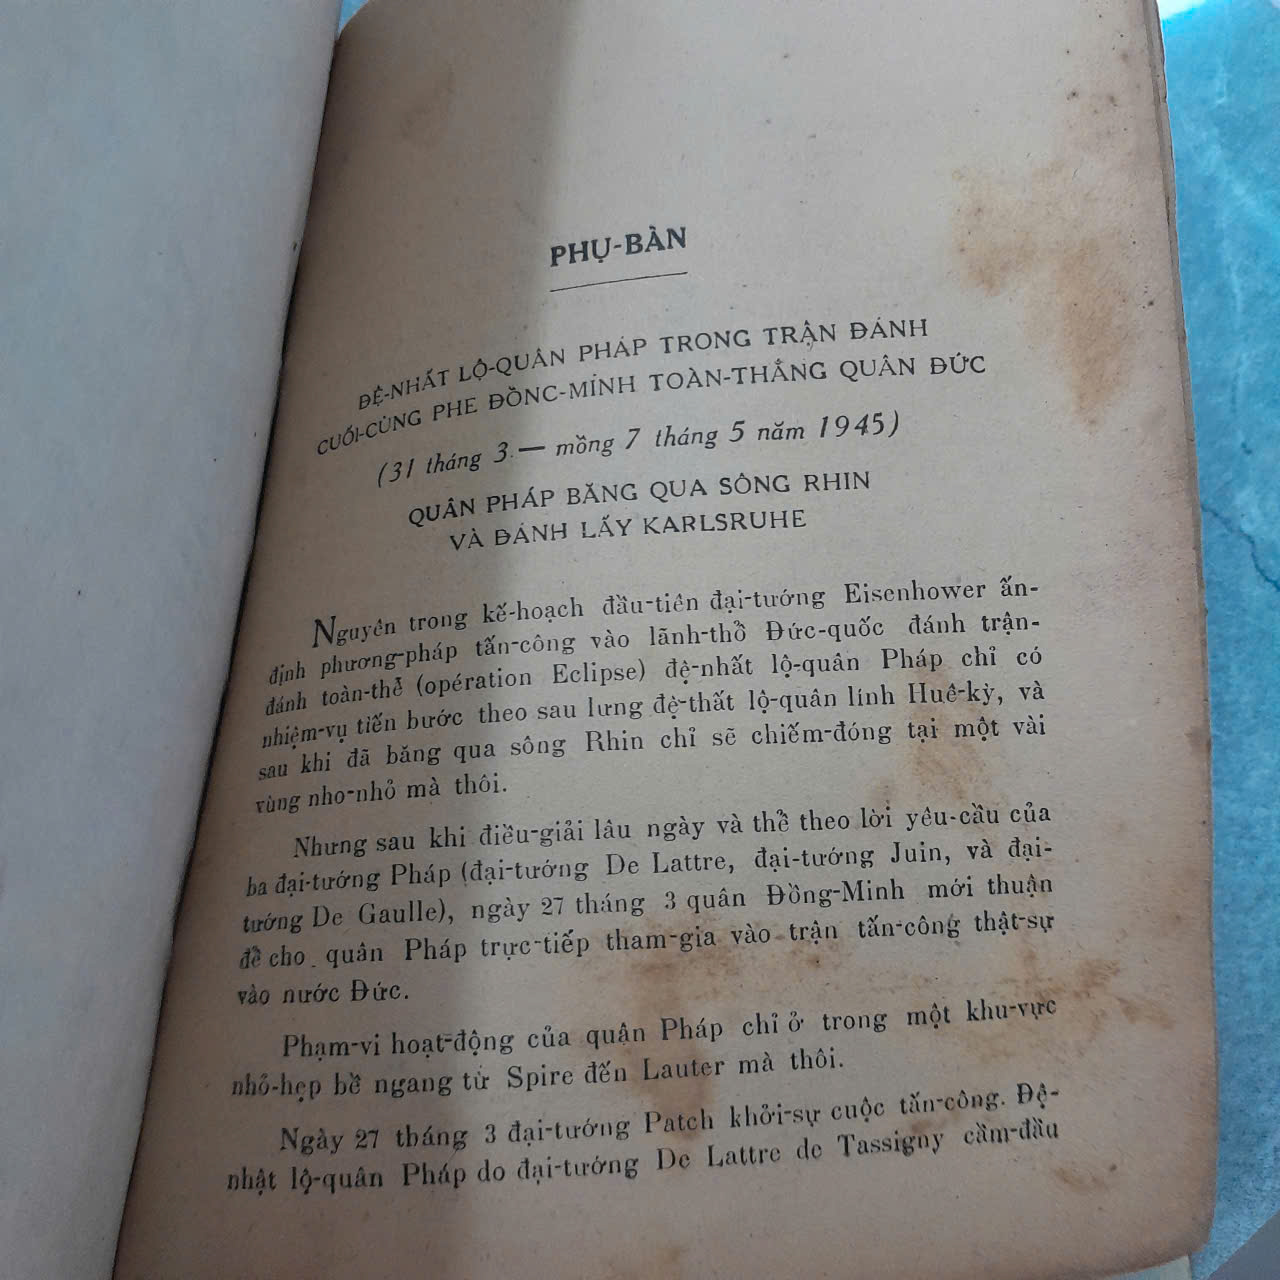 PHỤ-BÀN
ĐỆ-NHẤT LỘ-QUÂN PHÁP TRONG TRẬN ĐÁNH
CUỐI-CÙNG PHE ĐỒNG-MINH TOÀN-THẮNG QUÂN ĐỨC
(31 tháng 3 — mồng 7 tháng 5 năm 1945)
QUÂN PHÁP BĂNG QUA SÔNG RHIN
VÀ ĐÁNH LẤY KARLSRUHE
Nguyên trong kế-hoạch đầu-tiên đại-tướng Eisenhower ấn-
định phương-pháp tấn-công vào lãnh-thổ Đức-quốc đánh trận-
đánh toàn-thể (opération Eclipse) đệ-nhất lộ-quân Pháp chỉ có
nhiệm-vụ tiến bước theo sau lưng đệ-thất lộ-quân lính Huê-kỳ, và
sau khi đã băng qua sông Rhin chỉ sẽ chiếm-đóng tại một vài
vùng nho-nhỏ mà thôi.
Nhưng sau khi điều-giải lâu ngày và thể theo lời yêu-cầu của
ba đại-tướng Pháp (đại-tướng De Lattre, đại-tướng Juin, và đại-
tướng De Gaulle), ngày 27 tháng 3 quân Đồng-Minh mới thuận
để cho quân Pháp trực-tiếp tham-gia vào trận tấn-công thật-sự
vào nước Đức.
Phạm-vi hoạt-động của quân Pháp chỉ ở trong một khu-vực
nhỏ-hẹp bề ngang từ Spire đến Lauter mà thôi.
Ngày 27 tháng 3 đại-tướng Patch khởi-sự cuộc tấn-công. Đệ-
nhật lộ-quân Pháp do đại-tướng De Lattre de Tassigny cầm-đầu